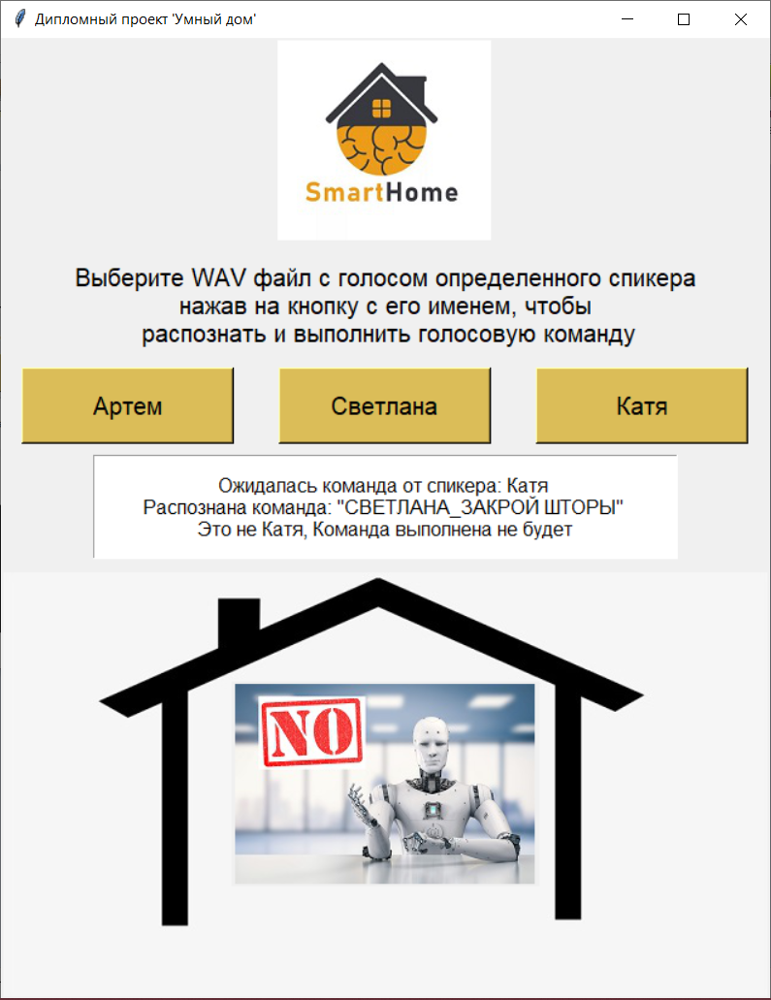 Дипломный проект 'Умный дом'
SmartHome
Выберите WAV файл с голосом определенного спикера
нажав на кнопку с его именем, чтобы
распознать и выполнить голосовую команду
Артем
Светлана
Катя
Ожидалась команда от спикера: Катя
Распознана команда: "СВЕТЛАНА_ЗАКРОЙ ШТОРЫ"
Это не Катя, Команда выполнена не будет
NO